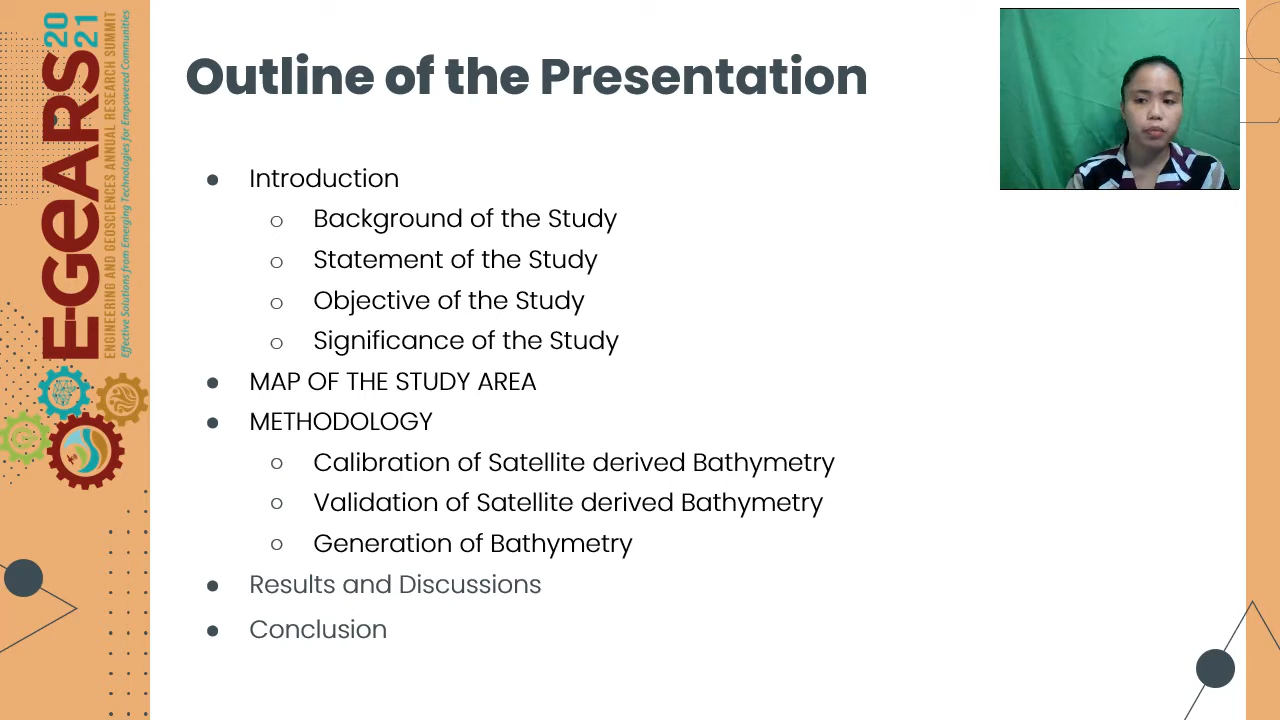 E-GeARS 2021
ENGINEERING AND GEOSCIENCES ANNUAL RESEARCH SUMMIT
Effective Solutions from Emerging Technologies for Empowered Communities
Outline of the Presentation
Introduction
Background of the Study
Statement of the Study
Objective of the Study
Significance of the Study
MAP OF THE STUDY AREA
METHODOLOGY
Calibration of Satellite derived Bathymetry
Validation of Satellite derived Bathymetry
Generation of Bathymetry
Results and Discussions
Conclusion